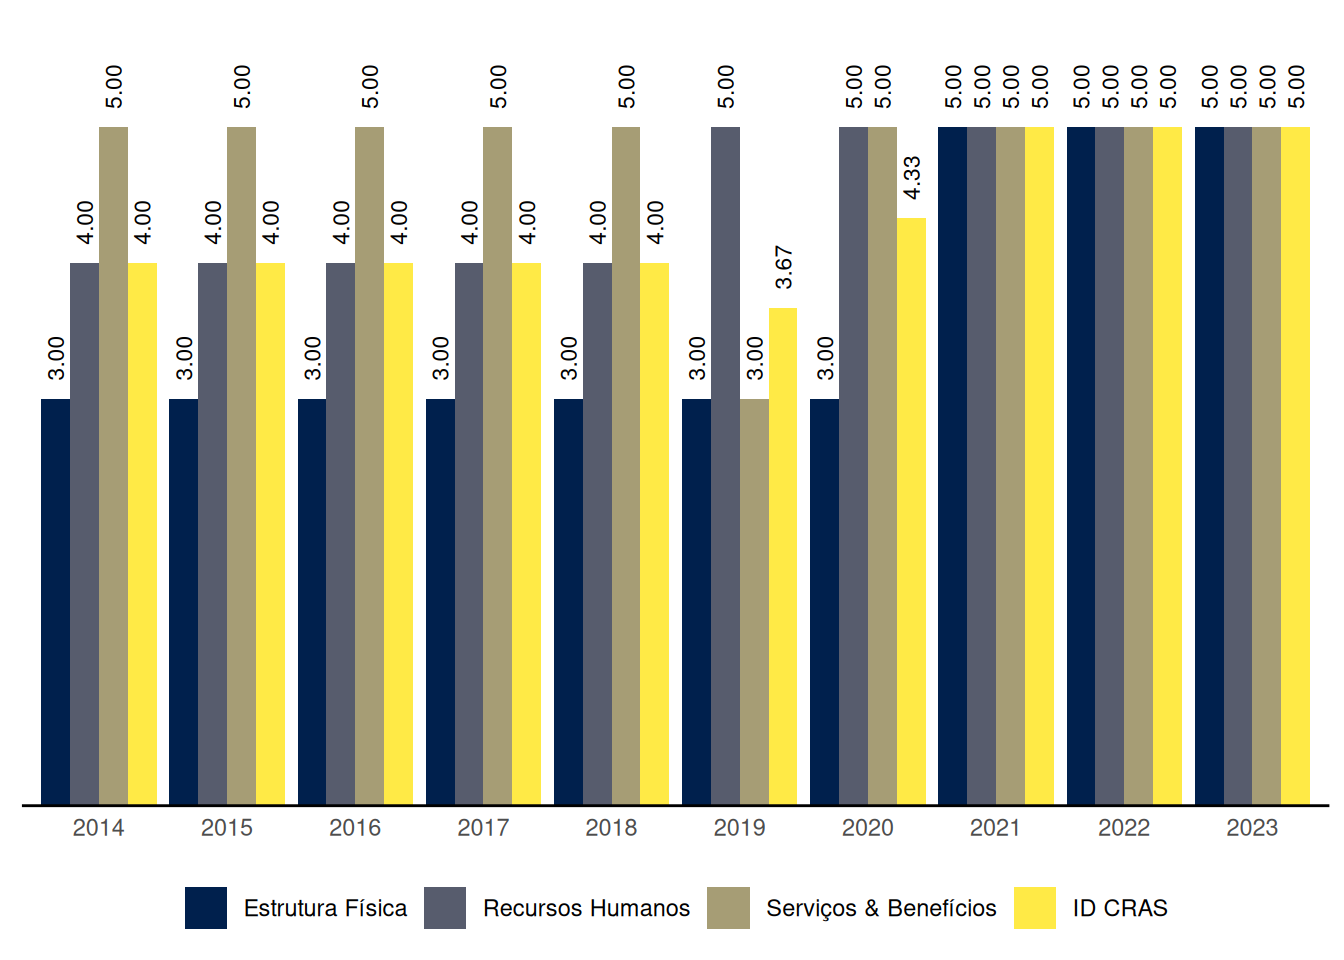 3.00 4.00 5.00 4.00 3.00 4.00 5.00 4.00 3.00 4.00 5.00 4.00 3.00 4.00 5.00 4.00 3.00 4.00 5.00 4.00 3.00 5.00 3.00 3.67 3.00 5.00 5.00 4.33 5.00 5.00 5.00 5.00 5.00 5.00 5.00 5.00 5.00 5.00 5.00 5.00
2014 2015 2016 2017 2018 2019 2020 2021 2022 2023
Estrutura Física Recursos Humanos Serviços & Benefícios ID CRAS